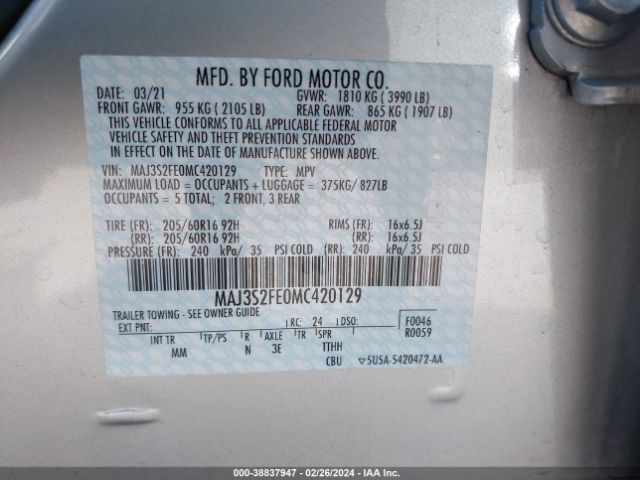 MFD. BY FORD MOTOR CO.
DATE: 03/21 GVWR: 1810 KG ( 3990 LB)
FRONT GAWR: 955 KG ( 2105 LB) REAR GAWR: 865 KG ( 1907 LB)
THIS VEHICLE CONFORMS TO ALL APPLICABLE FEDERAL MOTOR
VEHICLE SAFETY AND THEFT PREVENTION STANDARDS
IN EFFECT ON THE DATE OF MANUFACTURE SHOWN ABOVE.
VIN: MAJ3S2FE0MC420129 TYPE: MPV
MAXIMUM LOAD = OCCUPANTS + LUGGAGE = 375KG/ 827LB
OCCUPANTS = 5 TOTAL; 2 FRONT, 3 REAR
TIRE (FR): 205/60R16 92H RIMS (FR): 16x6.5J
(RR): 205/60R16 92H (RR): 16x6.5J
PRESSURE (FR): 240 kPa/ 35 PSI COLD (RR): 240 kPa/ 35 PSI COLD
MAJ3S2FE0MC420129
TRAILER TOWING - SEE OWNER GUIDE
EXT PNT: RC: 24 DSO: F0046
R0059
INT TR TP/PS R AXLE TR SPR
MM N 3E TTHH
CBU ▽5U5A-5420472-AA
000-38837947 - 02/26/2024 - IAAI.COM